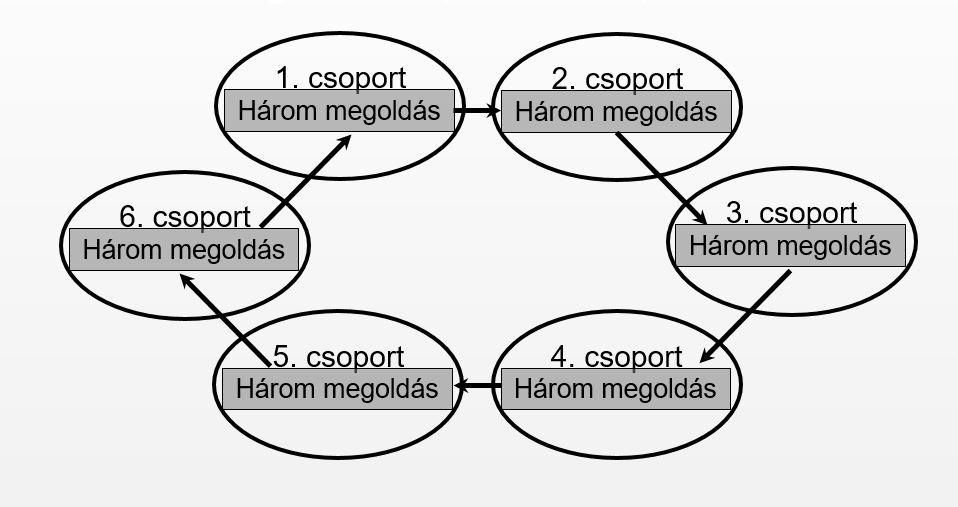 1. csoport
Három megoldás
2. csoport
Három megoldás
3. csoport
Három megoldás
4. csoport
Három megoldás
5. csoport
Három megoldás
6. csoport
Három megoldás